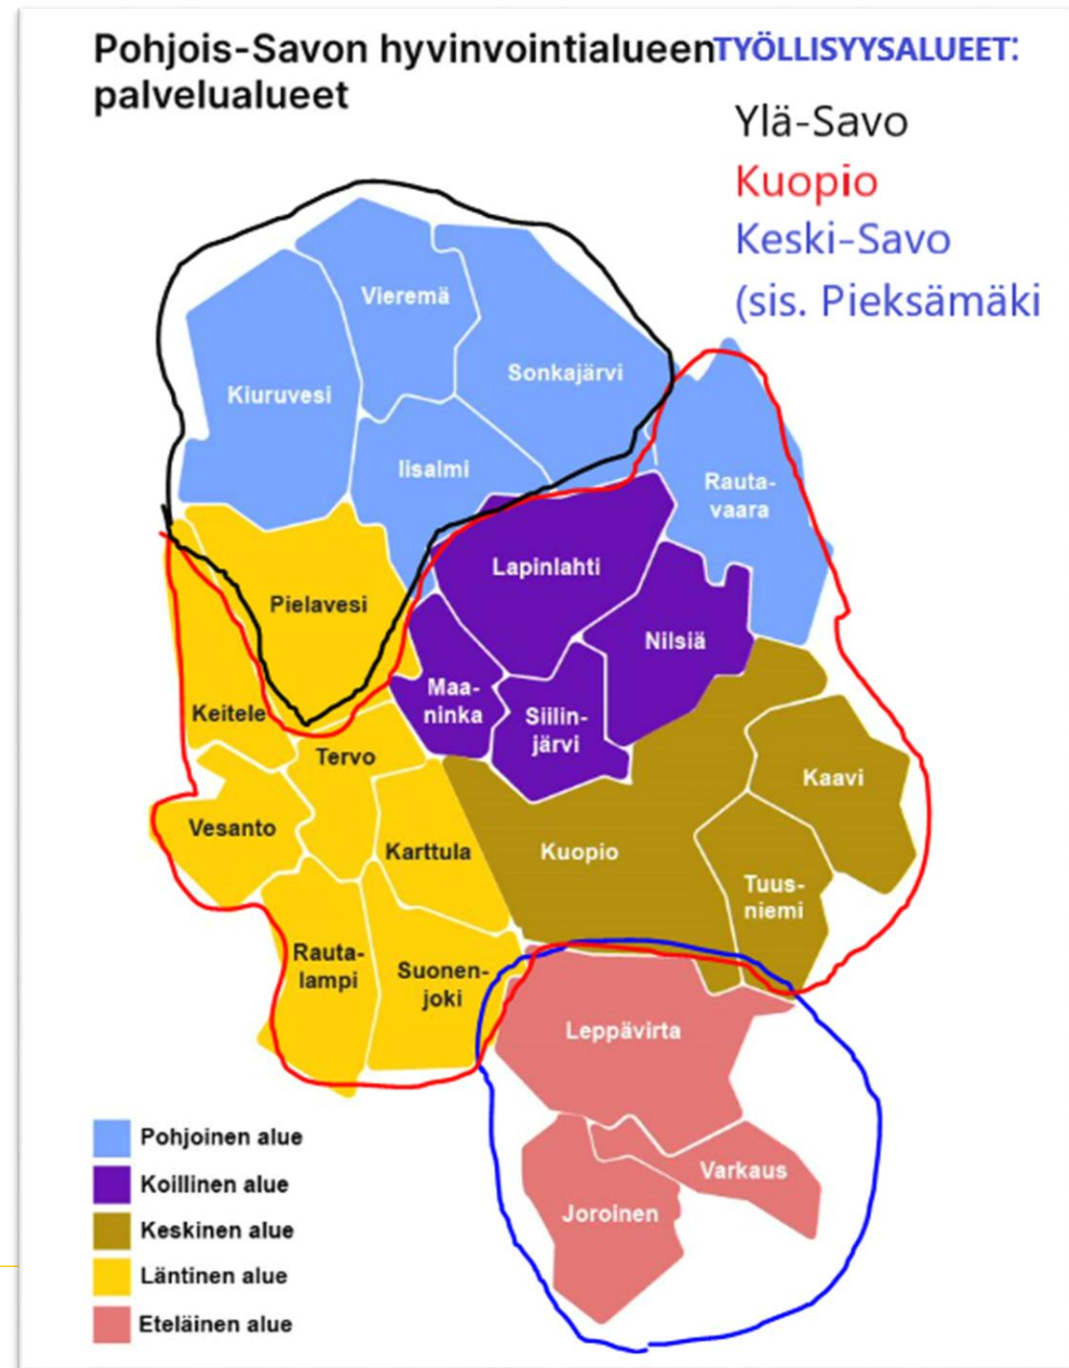 Pohjois-Savon hyvinvointialueen
palvelualueet
TYÖLLISYYSALUEET:
Ylä-Savo
Kuopio
Keski-Savo
(sis. Pieksämäki
Vieremä
Sonkajärvi
Kiuruvesi
Iisalmi
Rauta-
vaara
Lapinlahti
Pielavesi
Nilsiä
Maa-
ninka
Siilin-
järvi
Keitele
Tervo
Kaavi
Vesanto
Karttula
Kuopio
Tuus-
niemi
Rauta-
lampi
Suonen-
joki
Leppävirta
Varkaus
Joroinen
Pohjoinen alue
Koillinen alue
Keskinen alue
Läntinen alue
Eteläinen alue